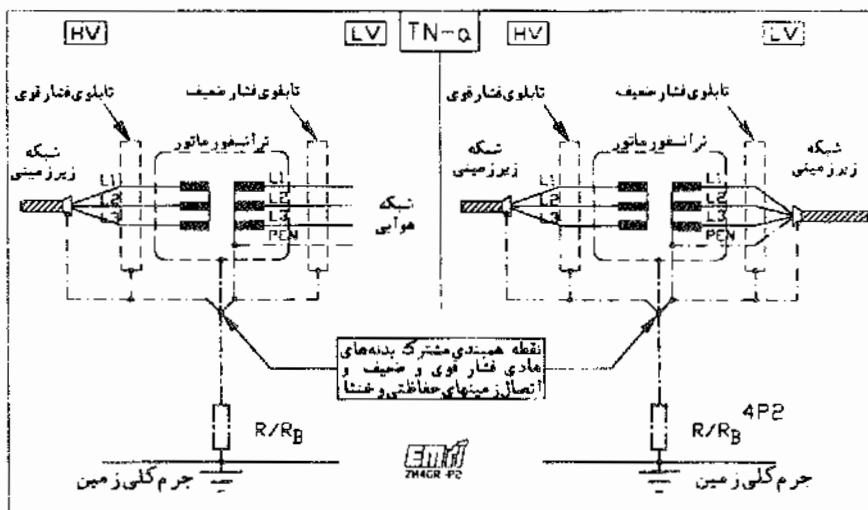 HV
LV
TN-a
HV
LV
تابلوی فشار قوی
تابلوی فشار ضعیف
تابلوی فشار قوی
تابلوی فشار ضعیف
ترانسفورماتور
ترانسفورماتور
شبکه
زیرزمینی
شبکه
هوایی
شبکه
زیرزمینی
شبکه
زیرزمینی
L1
L2
L3
L1
L2
L3
PEN
L1
L2
L3
L1
L2
L3
PEN
نقطه همبندی مشترک بدنه‌های
هادی فشار قوی و ضعیف و
اتصال زمینهای حفاظتی و خنثا
R/RB
R/RB
4P2
جرم کلی زمین
جرم کلی زمین